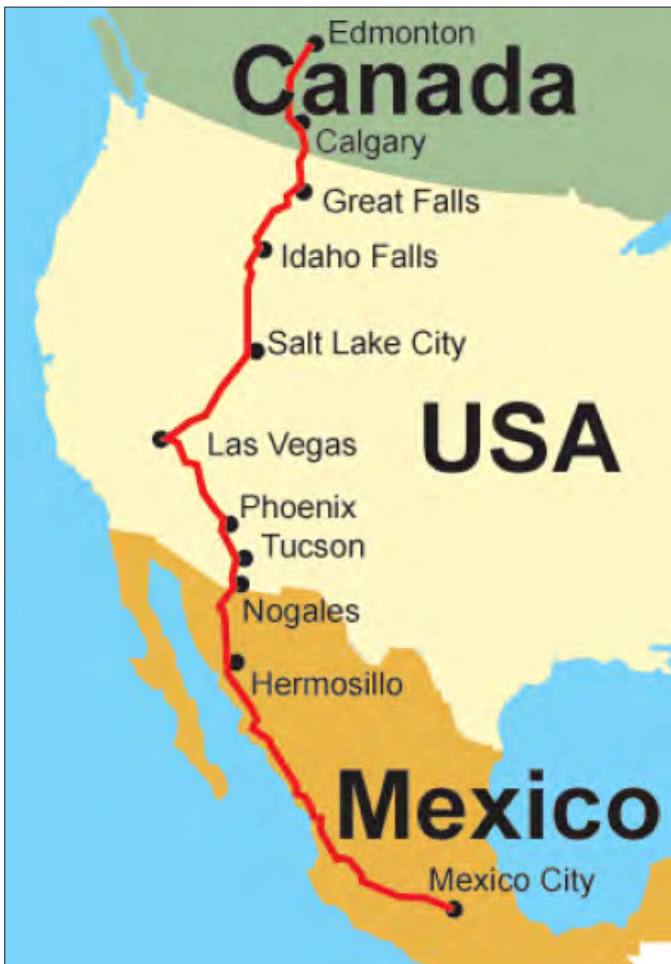 Edmonton
Canada
Calgary
Great Falls
Idaho Falls
Salt Lake City
USA
Las Vegas
Phoenix
Tucson
Nogales
Hermosillo
Mexico
Mexico City